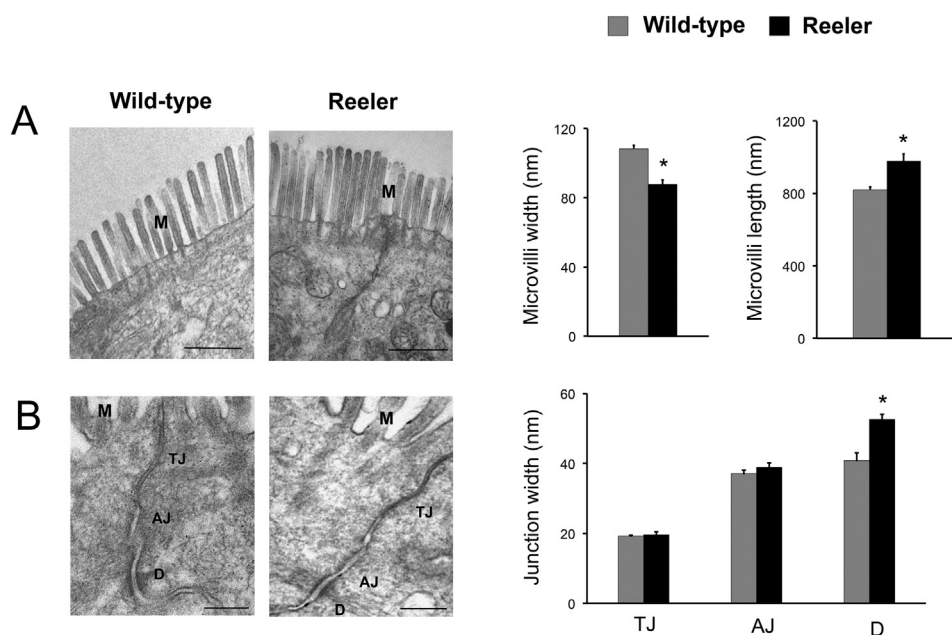 Wild-type Reeler
Wild-type Reeler
A
M
M
Microvilli width (nm)
120
80
40
0
*
Microvilli length (nm)
1200
800
400
0
*
B
M
TJ
AJ
D
M
TJ
AJ
D
Junction width (nm)
60
40
20
0
*
TJ AJ D